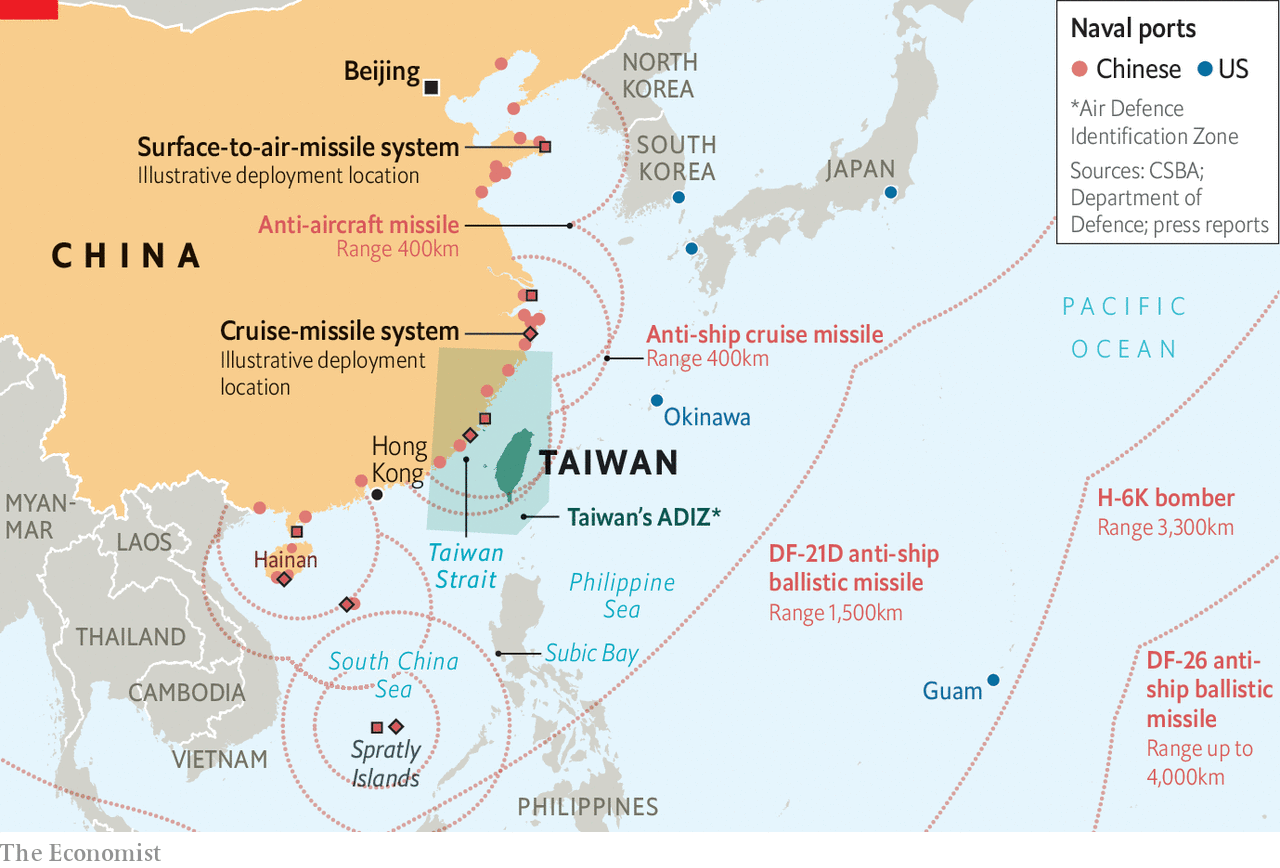 Naval ports
Chinese
US
*Air Defence
Identification Zone
Sources: CSBA;
Department of
Defence; press reports
Beijing
NORTH
KOREA
SOUTH
KOREA
JAPAN
Surface-to-air-missile system
Illustrative deployment location
Anti-aircraft missile
Range 400km
CHINA
PACIFIC
OCEAN
Cruise-missile system
Illustrative deployment
location
Anti-ship cruise missile
Range 400km
Okinawa
Hong
Kong
TAIWAN
Taiwan’s ADIZ*
MYAN-
MAR
LAOS
Hainan
Taiwan
Strait
Philippine
Sea
DF-21D anti-ship
ballistic missile
Range 1,500km
H-6K bomber
Range 3,300km
THAILAND
South China
Sea
Subic Bay
CAMBODIA
Guam
DF-26 anti-
ship ballistic
missile
Range up to
4,000km
VIETNAM
Spratly
Islands
PHILIPPINES
The Economist